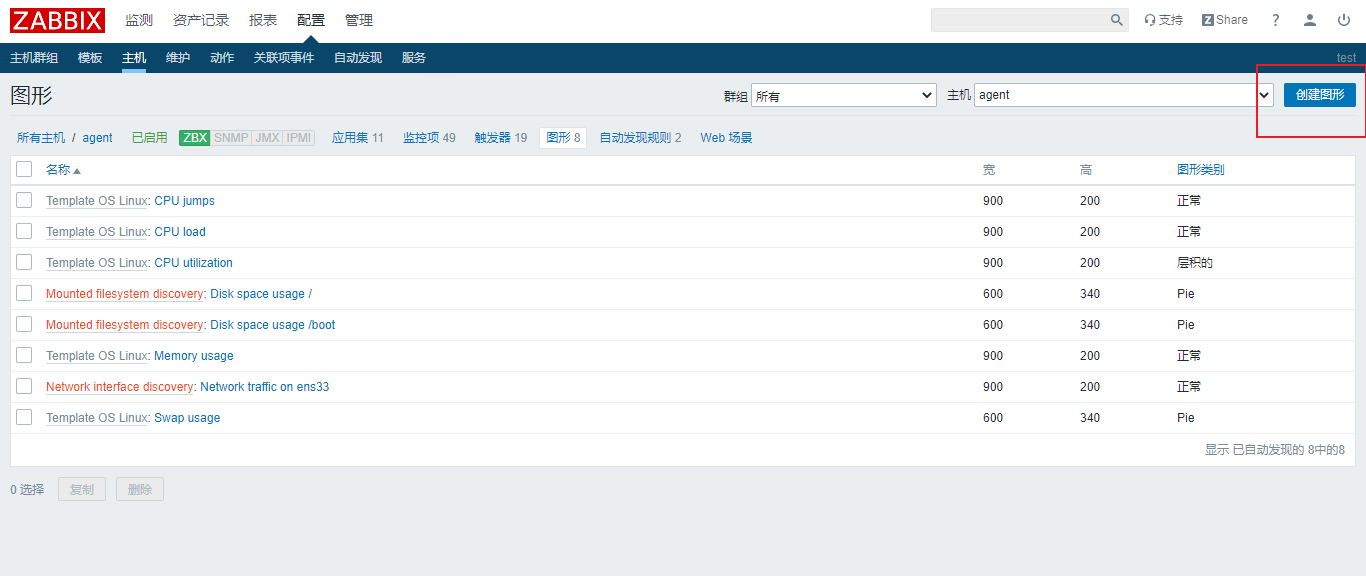 ZABBIX 监测 资产记录 报表 配置 管理 支持 Z Share ?
主机群组 模板 主机 维护 动作 关联项事件 自动发现 服务 test
图形 群组 所有 主机 agent 创建图形
所有主机 / agent 已启用 ZBX SNMP JMX IPMI 应用集 11 监控项 49 触发器 19 图形 8 自动发现规则 2 Web 场景
名称 宽 高 图形类别
Template OS Linux: CPU jumps 900 200 正常
Template OS Linux: CPU load 900 200 正常
Template OS Linux: CPU utilization 900 200 层积的
Mounted filesystem discovery: Disk space usage / 600 340 Pie
Mounted filesystem discovery: Disk space usage /boot 600 340 Pie
Template OS Linux: Memory usage 900 200 正常
Network interface discovery: Network traffic on ens33 900 200 正常
Template OS Linux: Swap usage 600 340 Pie
显示 已自动发现的 8中的8
0 选择 复制 删除